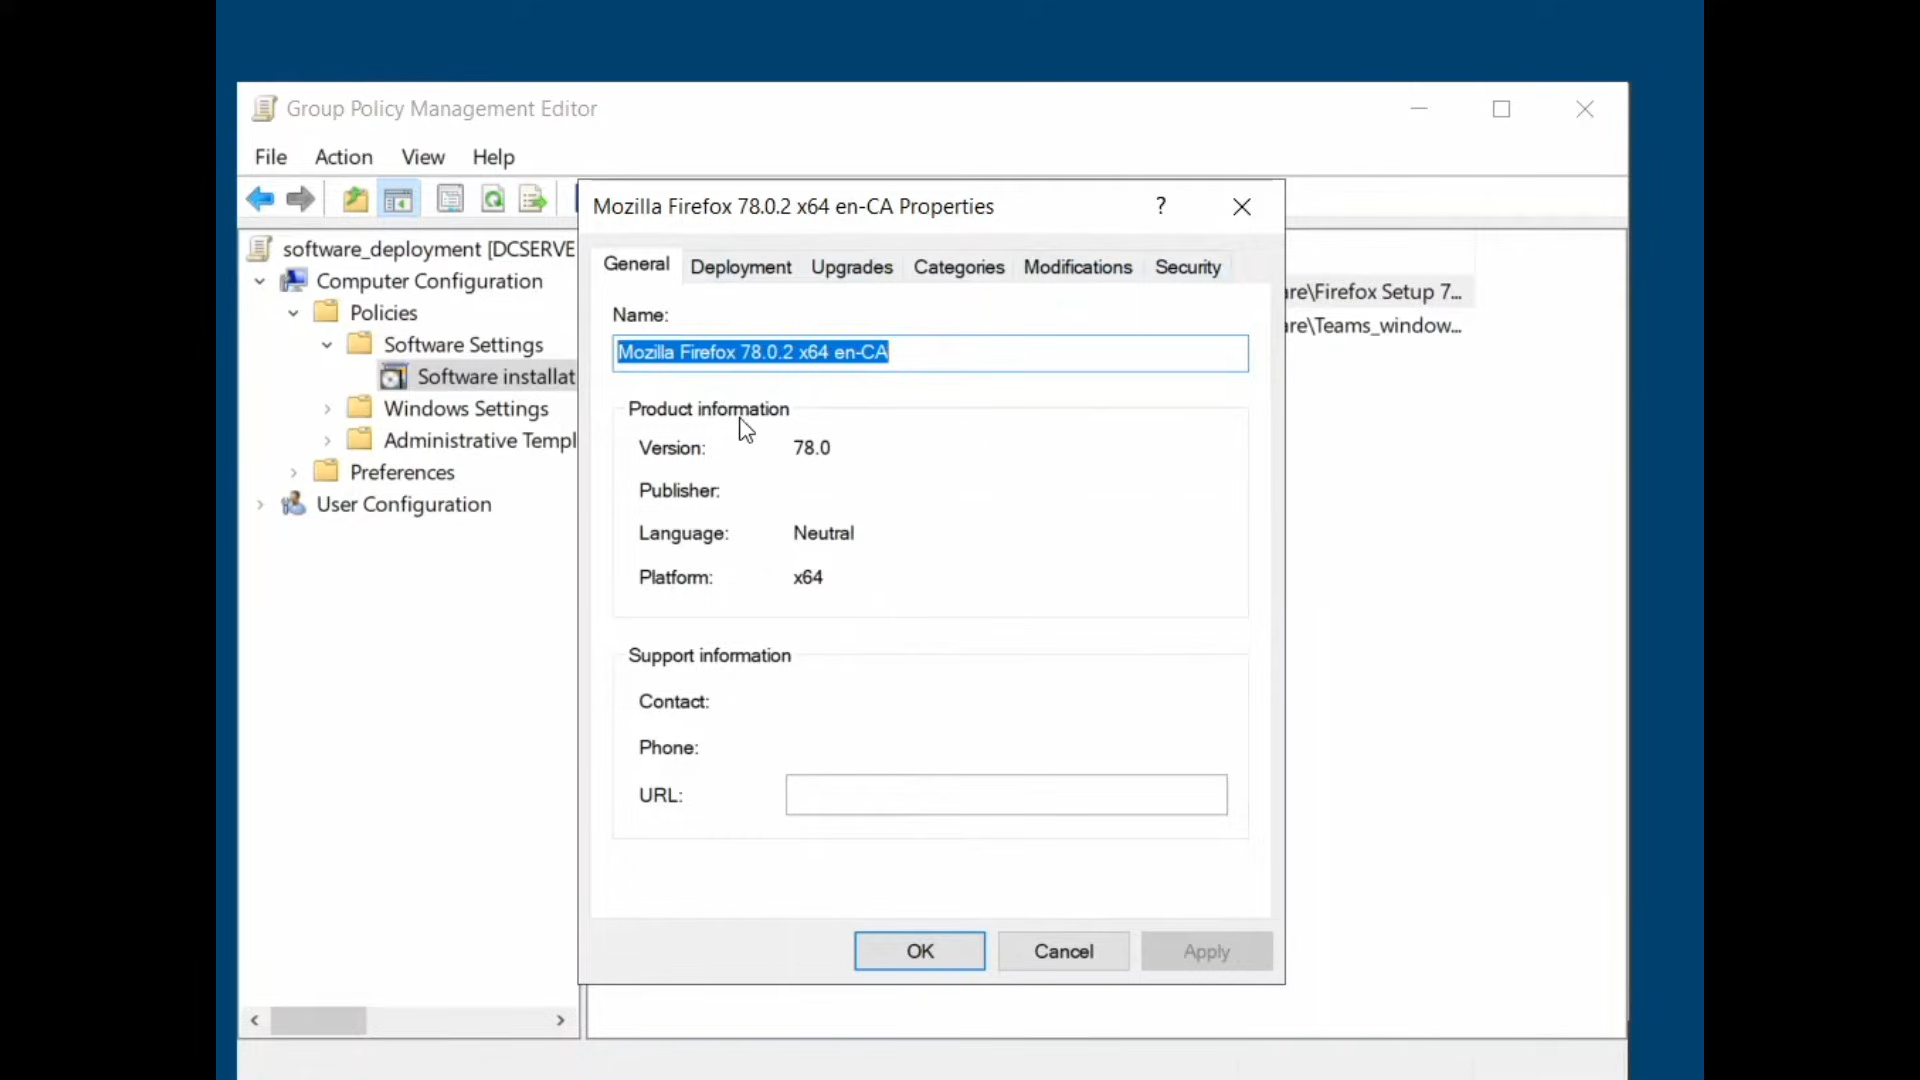 Group Policy Management Editor
File Action View Help
Mozilla Firefox 78.0.2 x64 en-CA Properties
?
software_deployment [DCSERVE
Computer Configuration
Policies
Software Settings
Software installat
Windows Settings
Administrative Templ
Preferences
User Configuration
General Deployment Upgrades Categories Modifications Security
Name:
Mozilla Firefox 78.0.2 x64 en-CA
Product information
Version: 78.0
Publisher:
Language: Neutral
Platform: x64
Support information
Contact:
Phone:
URL:
OK Cancel Apply
are\Firefox Setup 7...
are\Teams_window...